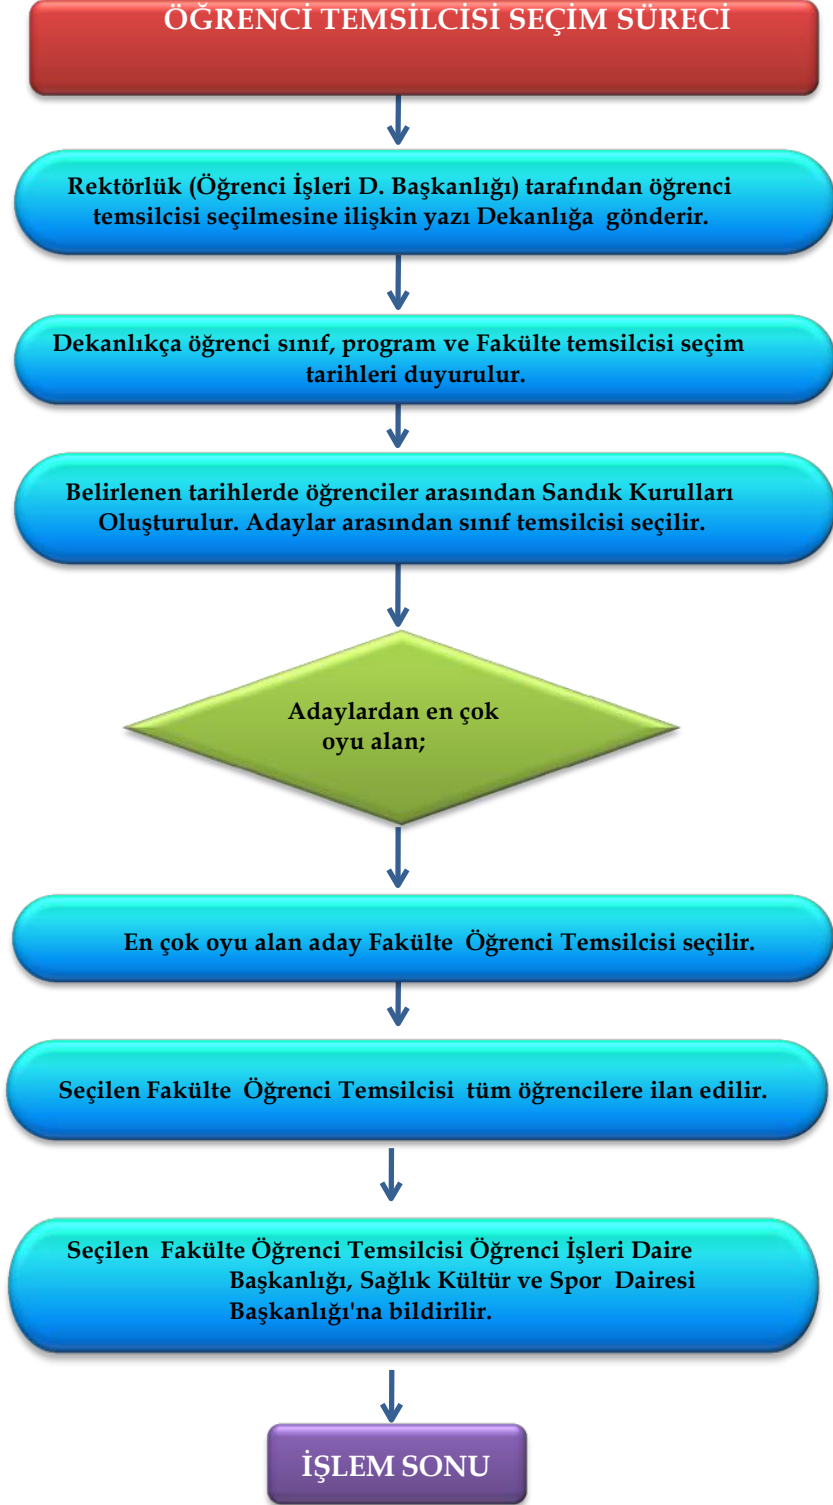 ÖĞRENCİ TEMSİLCİSİ SEÇİM SÜRECİ
Rektörlük (Öğrenci İşleri D. Başkanlığı) tarafından öğrenci
temsilcisi seçilmesine ilişkin yazı Dekanlığa gönderir.
Dekanlıkça öğrenci sınıf, program ve Fakülte temsilcisi seçim
tarihleri duyurulur.
Belirlenen tarihlerde öğrenciler arasından Sandık Kurulları
Oluşturulur. Adaylar arasından sınıf temsilcisi seçilir.
Adaylardan en çok
oyu alan;
En çok oyu alan aday Fakülte Öğrenci Temsilcisi seçilir.
Seçilen Fakülte Öğrenci Temsilcisi tüm öğrencilere ilan edilir.
Seçilen Fakülte Öğrenci Temsilcisi Öğrenci İşleri Daire
Başkanlığı, Sağlık Kültür ve Spor Dairesi
Başkanlığı'na bildirilir.
İŞLEM SONU